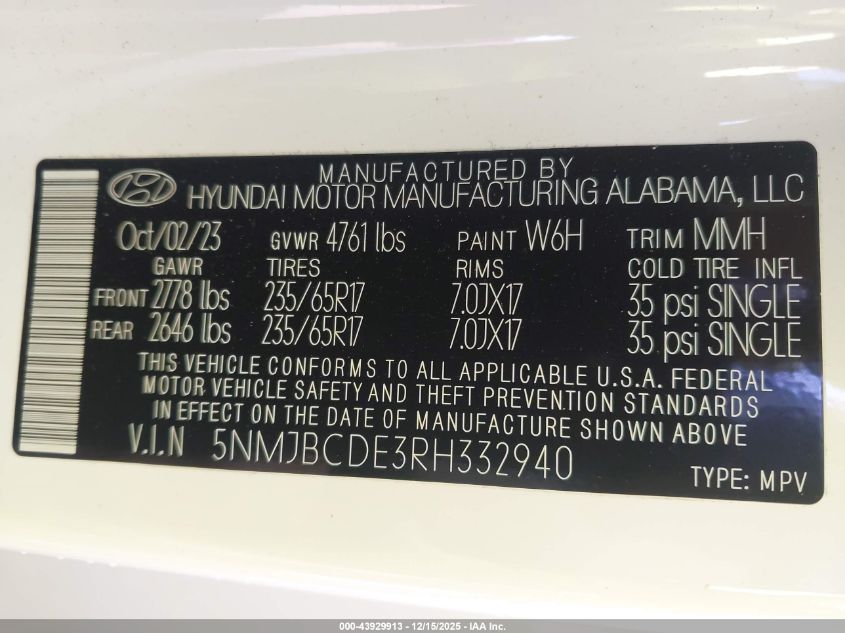 MANUFACTURED BY
HYUNDAI MOTOR MANUFACTURING ALABAMA, LLC
Oct/02/23 GVWR 4761 lbs PAINT W6H TRIM MMH
GAWR TIRES RIMS COLD TIRE INFL
FRONT 2778 lbs 235/65R17 7.0JX17 35 psi SINGLE
REAR 2646 lbs 235/65R17 7.0JX17 35 psi SINGLE
THIS VEHICLE CONFORMS TO ALL APPLICABLE U.S.A. FEDERAL
MOTOR VEHICLE SAFETY AND THEFT PREVENTION STANDARDS
IN EFFECT ON THE DATE OF MANUFACTURE SHOWN ABOVE
V.I.N 5NMJBCDE3RH332940
TYPE: MPV
000-43929913 - 12/15/2025 - IAA Inc.